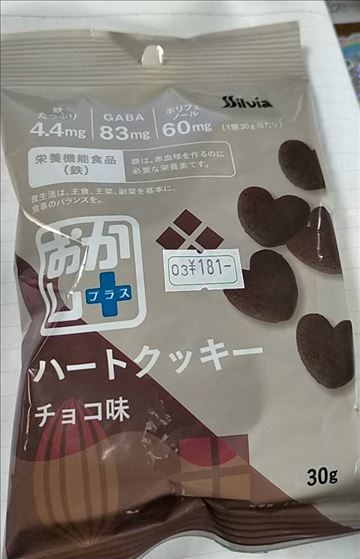 Silvia
鉄たっぷり
4.4mg
GABA
83mg
ポリフェノール
60mg
(1袋30g当たり)
栄養機能食品
(鉄)
鉄は、赤血球を作るのに
必要な栄養素です。
食生活は、主食、主菜、副菜を基本に、
食事のバランスを。
おかし
プラス
03¥181-
ハートクッキー
チョコ味
30g